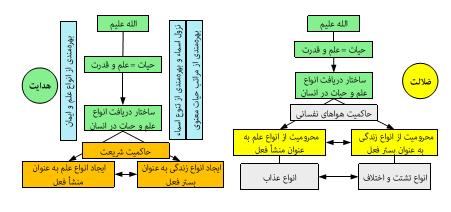 الله علیم
حیات = علم و قدرت
ساختار دریافت انواع
علم و حیات در انسان
حاکمیت هواهای نفسانی
محرومیت از انواع زندگی
به عنوان بستر فعل
محرومیت از انواع علم به
عنوان منشأ فعل
انواع تشتت و اختلاف
انواع عذاب
ضلالت
الله علیم
حیات = علم و قدرت
ساختار دریافت انواع
علم و حیات در انسان
حاکمیت شریعت
ایجاد انواع زندگی به عنوان
بستر فعل
ایجاد انواع علم به عنوان
منشأ فعل
بهره‌مندی از مراتب حیات معنوی
نزول اسماء و بهره‌مندی از تنوع اسماء
بهره‌مندی از انواع علم و ایمان
هدایت